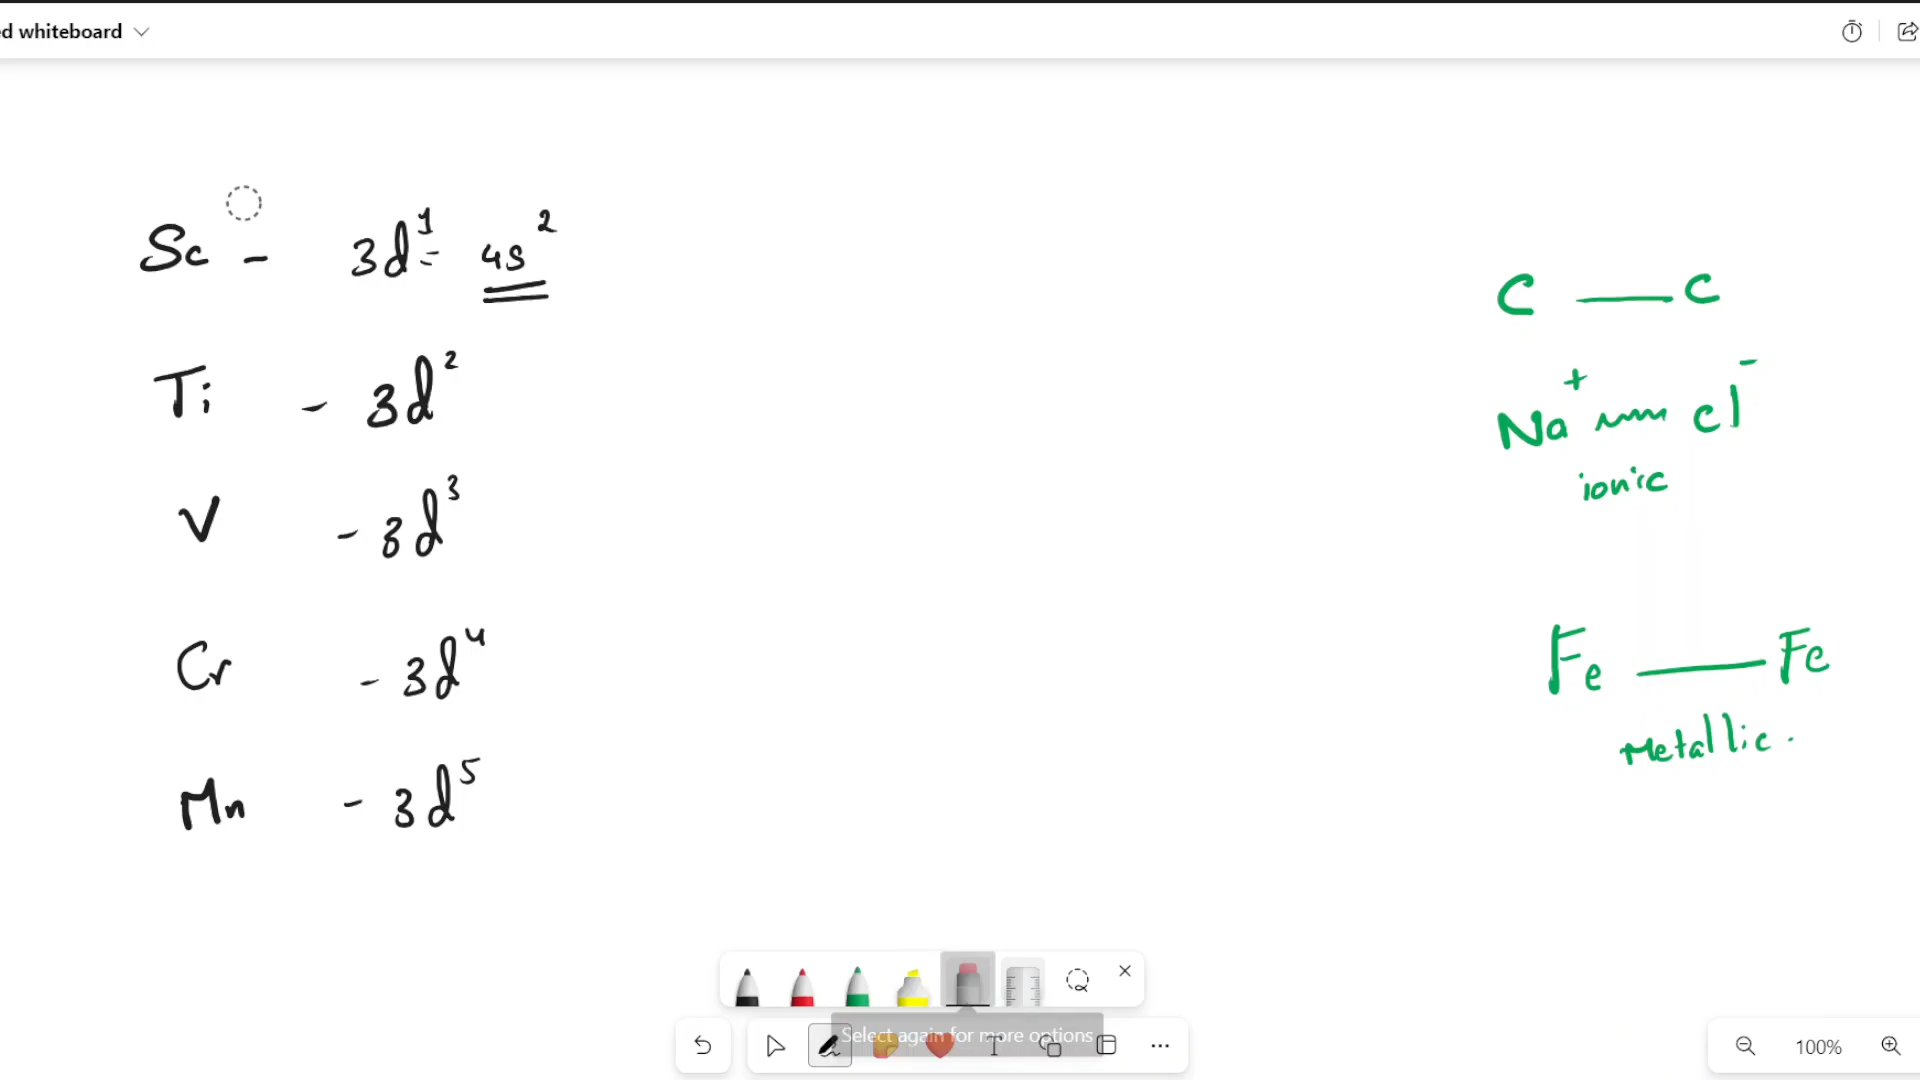 d whiteboard
Sc - 3d¹ 4s²
Ti - 3d²
V - 3d³
Cr - 3d⁴
Mn - 3d⁵
C — C
Na⁺ Cl⁻
ionic
Fe — Fe
Metallic.
Select again for more options
100%